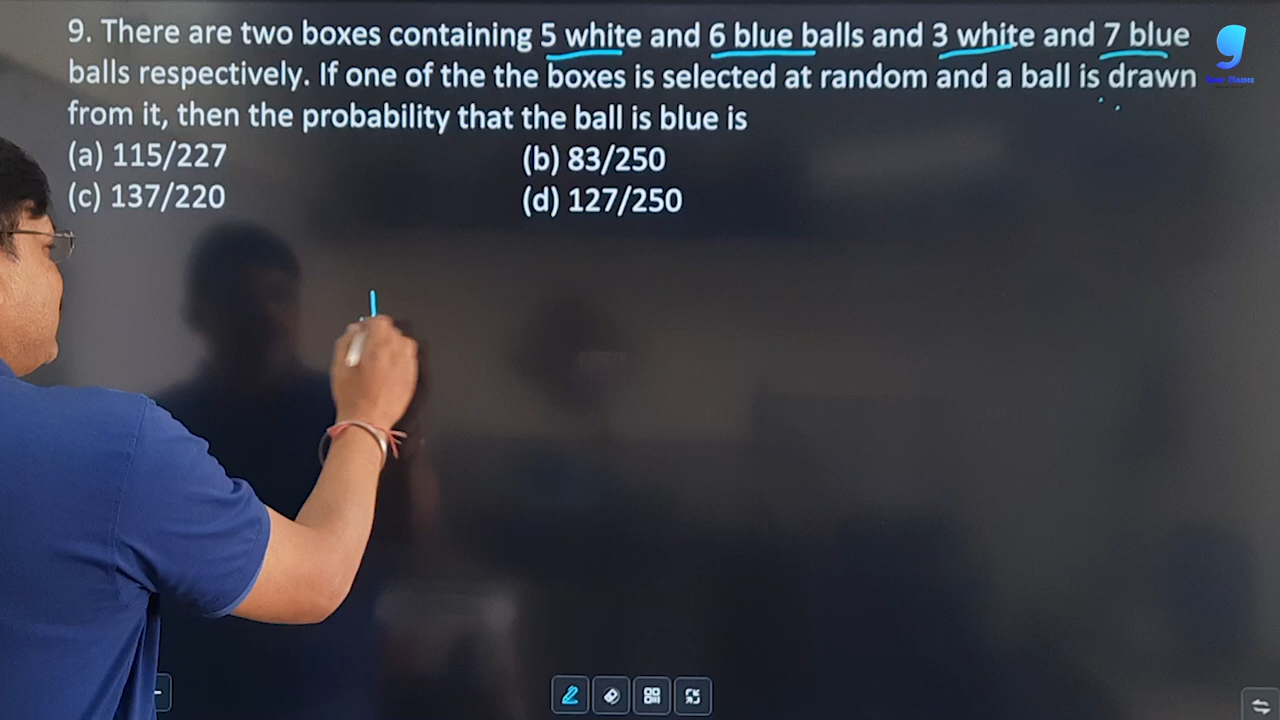 9. There are two boxes containing 5 white and 6 blue balls and 3 white and 7 blue
balls respectively. If one of the the boxes is selected at random and a ball is drawn
from it, then the probability that the ball is blue is
(a) 115/227 (b) 83/250
(c) 137/220 (d) 127/250